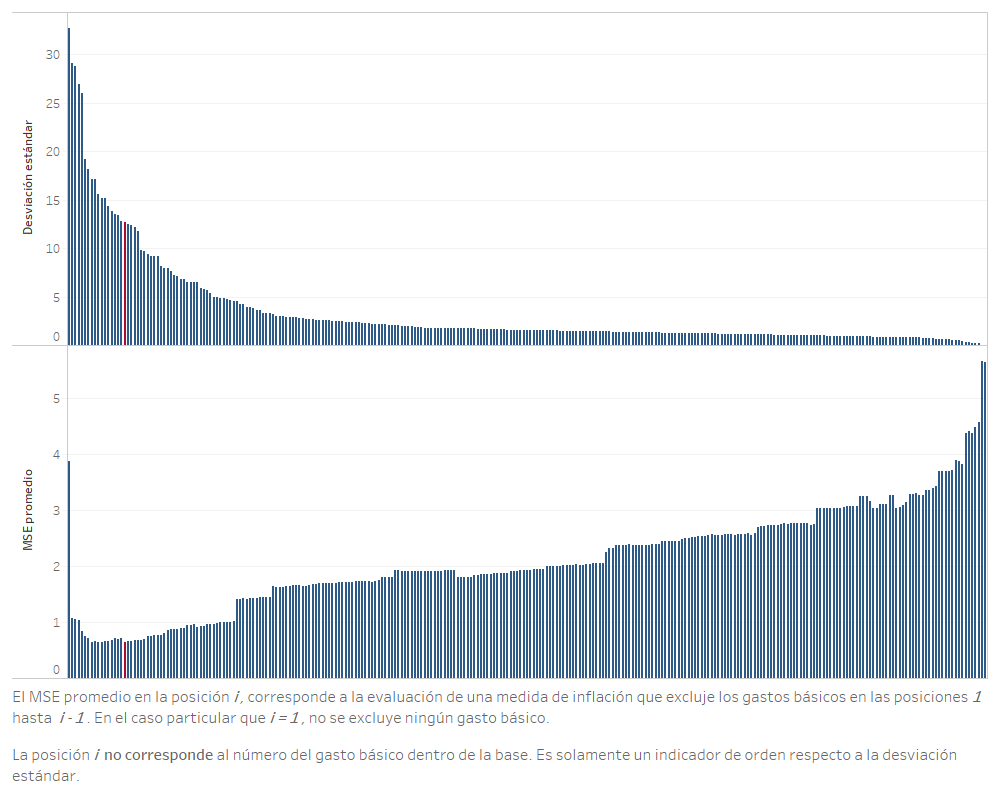 30
25
20
15
10
5
0
Desviación estándar
5
4
3
2
1
0
MSE promedio
El MSE promedio en la posición i, corresponde a la evaluación de una medida de inflación que excluye los gastos básicos en las posiciones 1
hasta i - 1. En el caso particular que i = 1, no se excluye ningún gasto básico.
La posición i no corresponde al número del gasto básico dentro de la base. Es solamente un indicador de orden respecto a la desviación
estándar.